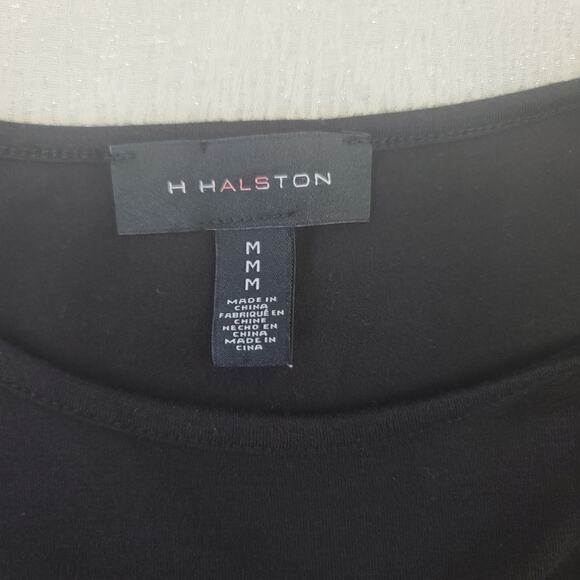 H HALSTON
M
M
M
MADE IN
CHINA
FABRIQUÉ EN
CHINE
HECHO EN
CHINA
MADE IN
CINA